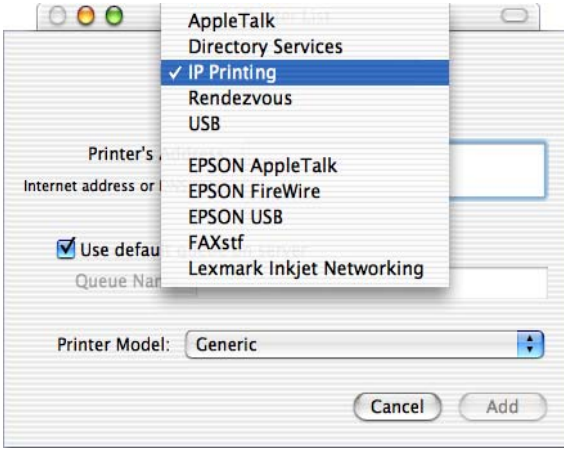 AppleTalk
Directory Services
✓ IP Printing
Rendezvous
USB
Printer's
Internet address or
EPSON AppleTalk
EPSON FireWire
EPSON USB
FAXstf
Use defau
Lexmark Inkjet Networking
Queue Nar
Printer Model: Generic
Cancel Add